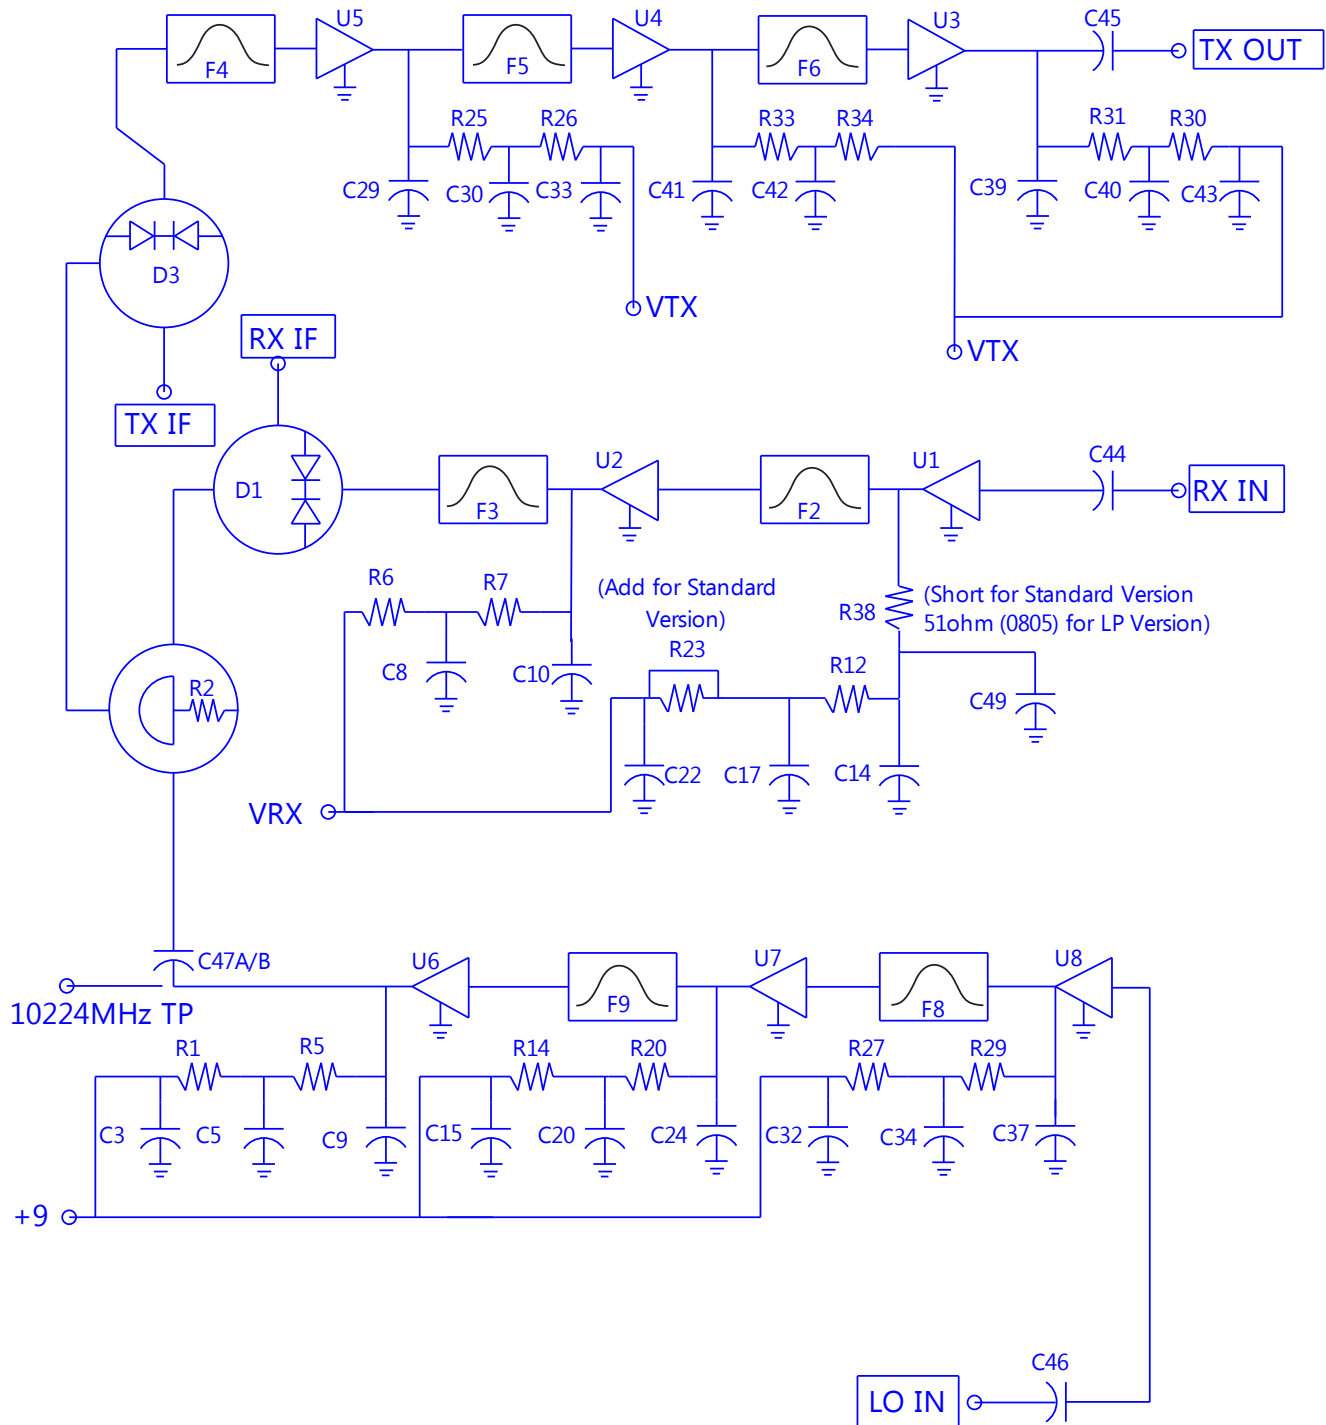 U5
U4
U3
C45
TX OUT
F4
F5
F6
R25
R26
R33
R34
R31
R30
C29
C30
C33
C41
C42
C39
C40
C43
D3
VTX
VTX
RX IF
TX IF
D1
F3
U2
F2
U1
C44
RX IN
R6
R7
(Add for Standard
Version)
R23
R38
(Short for Standard Version
51ohm (0805) for LP Version)
R12
C8
C10
C49
R2
C22
C17
C14
VRX
C47A/B
U6
U7
U8
F9
F8
10224MHz TP
R1
R5
R14
R20
R27
R29
C3
C5
C9
C15
C20
C24
C32
C34
C37
+9
C46
LO IN